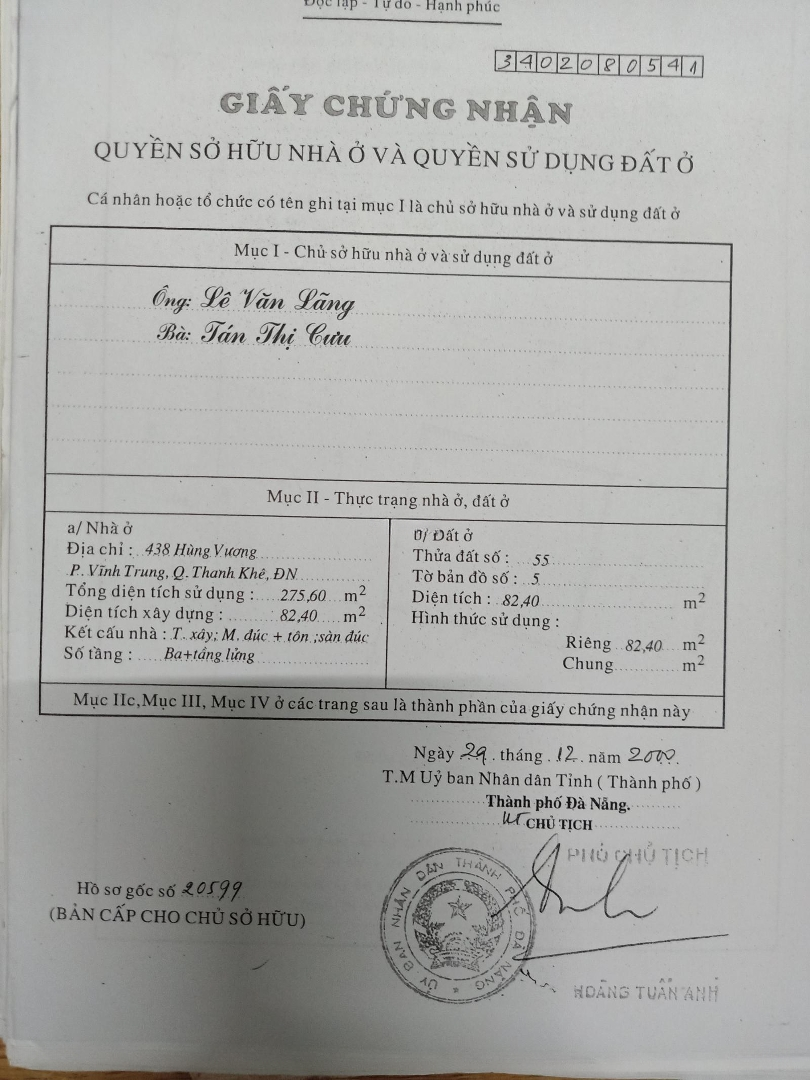 Độc lập - Tự do - Hạnh phúc
3402080541
GIẤY CHỨNG NHẬN
QUYỀN SỞ HỮU NHÀ Ở VÀ QUYỀN SỬ DỤNG ĐẤT Ở
Cá nhân hoặc tổ chức có tên ghi tại mục I là chủ sở hữu nhà ở và sử dụng đất ở
Mục I - Chủ sở hữu nhà ở và sử dụng đất ở
Ông: Lê Văn Lãng
Bà: Tán Thị Cưu
Mục II - Thực trạng nhà ở, đất ở
a/ Nhà ở
Địa chỉ : 438 Hùng Vương
P. Vĩnh Trung, Q. Thanh Khê, ĐN
Tổng diện tích sử dụng : 275,60 m2
Diện tích xây dựng : 82,40 m2
Kết cấu nhà : T. xây; M. đúc + tôn ;sàn đúc
Số tầng : Ba+tầng lửng
b/ Đất ở
Thửa đất số : 55
Tờ bản đồ số : 5
Diện tích : 82,40 m2
Hình thức sử dụng :
Riêng 82,40 m2
Chung m2
Mục IIc,Mục III, Mục IV ở các trang sau là thành phần của giấy chứng nhận này
Ngày 29 tháng 12 năm 2000
T.M Uỷ ban Nhân dân Tỉnh ( Thành phố )
Thành phố Đà Nẵng.
KT CHỦ TỊCH
PHÓ CHỦ TỊCH
ỦY BAN NHÂN DÂN THÀNH PHỐ ĐÀ NẴNG
HOÀNG TUẤN ANH
Hồ sơ gốc số 20599
(BẢN CẤP CHO CHỦ SỞ HỮU)